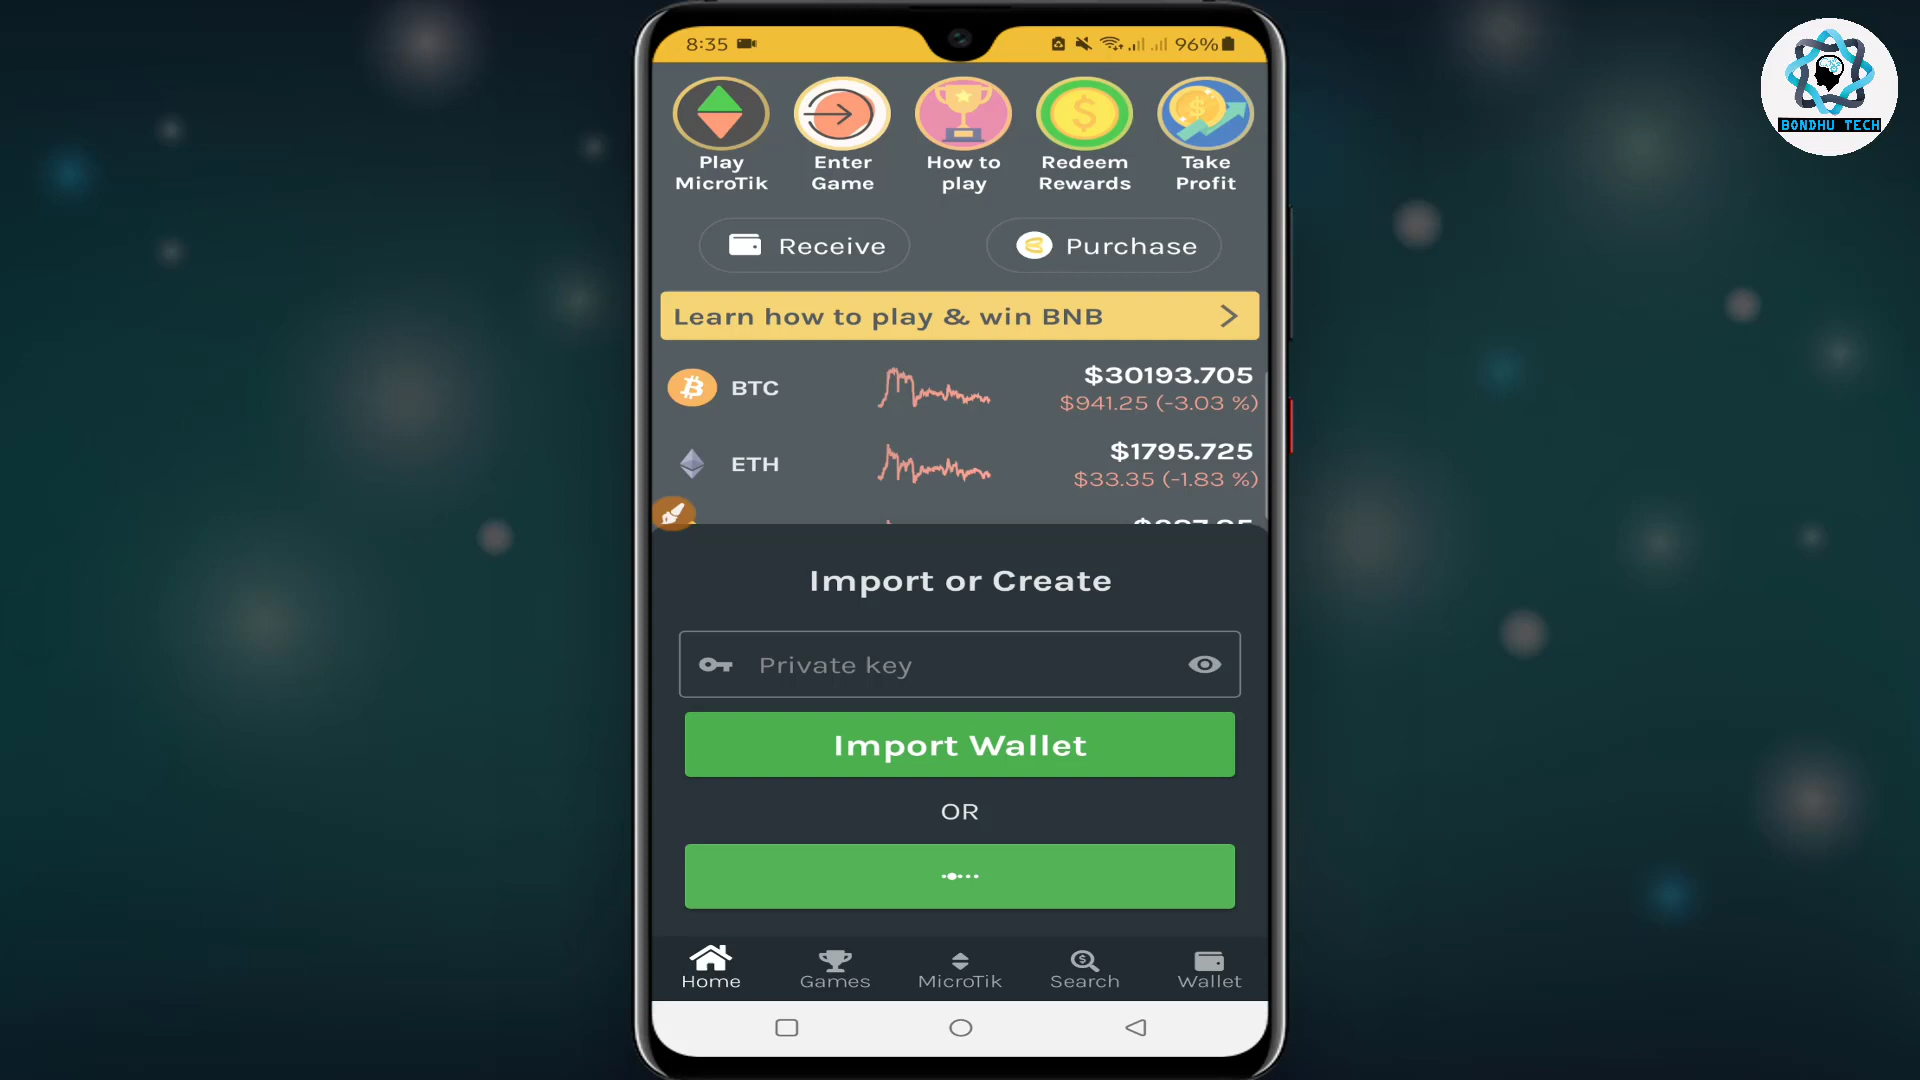 8:35 96%
BONDHU TECH
Play MicroTik
Enter Game
How to play
Redeem Rewards
Take Profit
Receive
Purchase
Learn how to play & win BNB
BTC $30193.705
$941.25 (-3.03 %)
ETH $1795.725
$33.35 (-1.83 %)
Import or Create
Private key
Import Wallet
OR
Home Games MicroTik Search Wallet